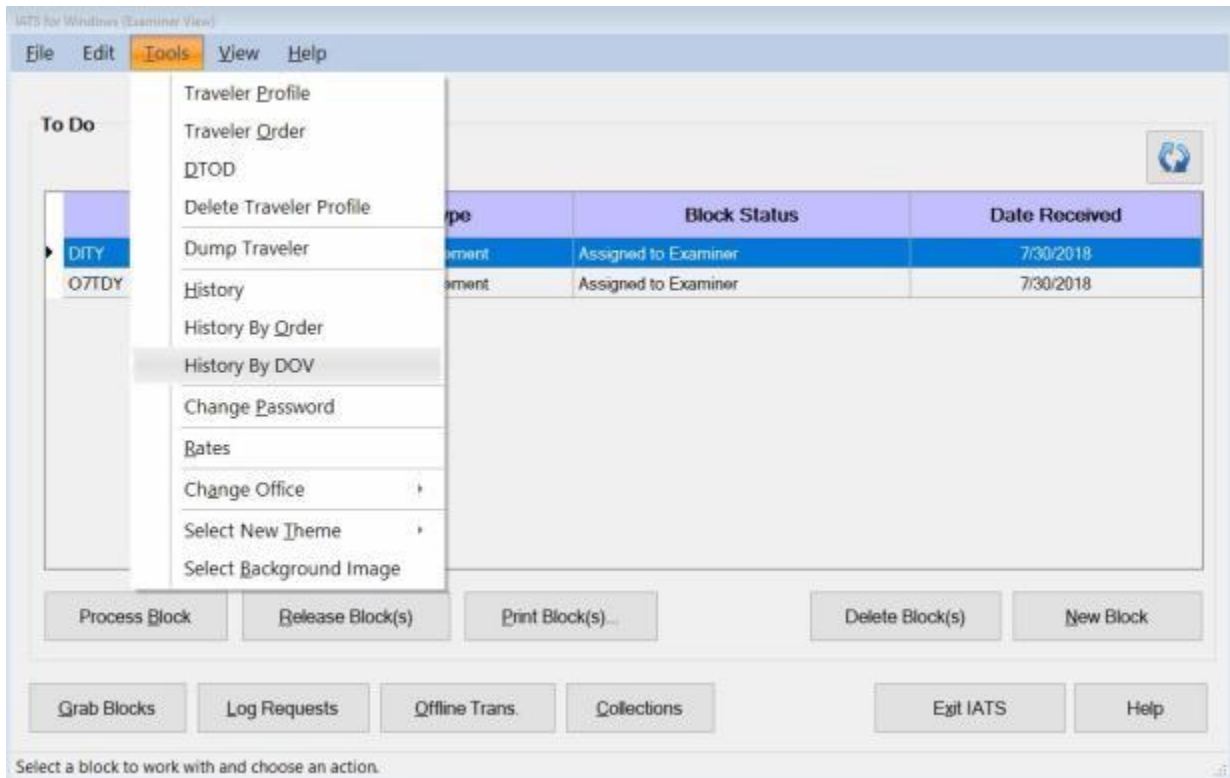 IATS for Windows (Examiner View)
File Edit Tools View Help
Traveler Profile
To Do
Traveler Order
DTOD
Delete Traveler Profile
ype Block Status Date Received
Dump Traveler
DITY ement Assigned to Examiner 7/30/2018
O7TDY ement Assigned to Examiner 7/30/2018
History
History By Order
History By DOV
Change Password
Rates
Change Office
Select New Theme
Select Background Image
Process Block Release Block(s) Print Block(s)... Delete Block(s) New Block
Grab Blocks Log Requests Offline Trans. Collections Exit IATS Help
Select a block to work with and choose an action.